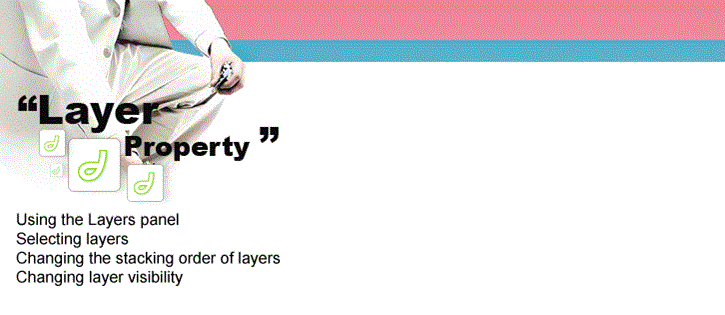 “Layer
Property ”
Using the Layers panel
Selecting layers
Changing the stacking order of layers
Changing layer visibility